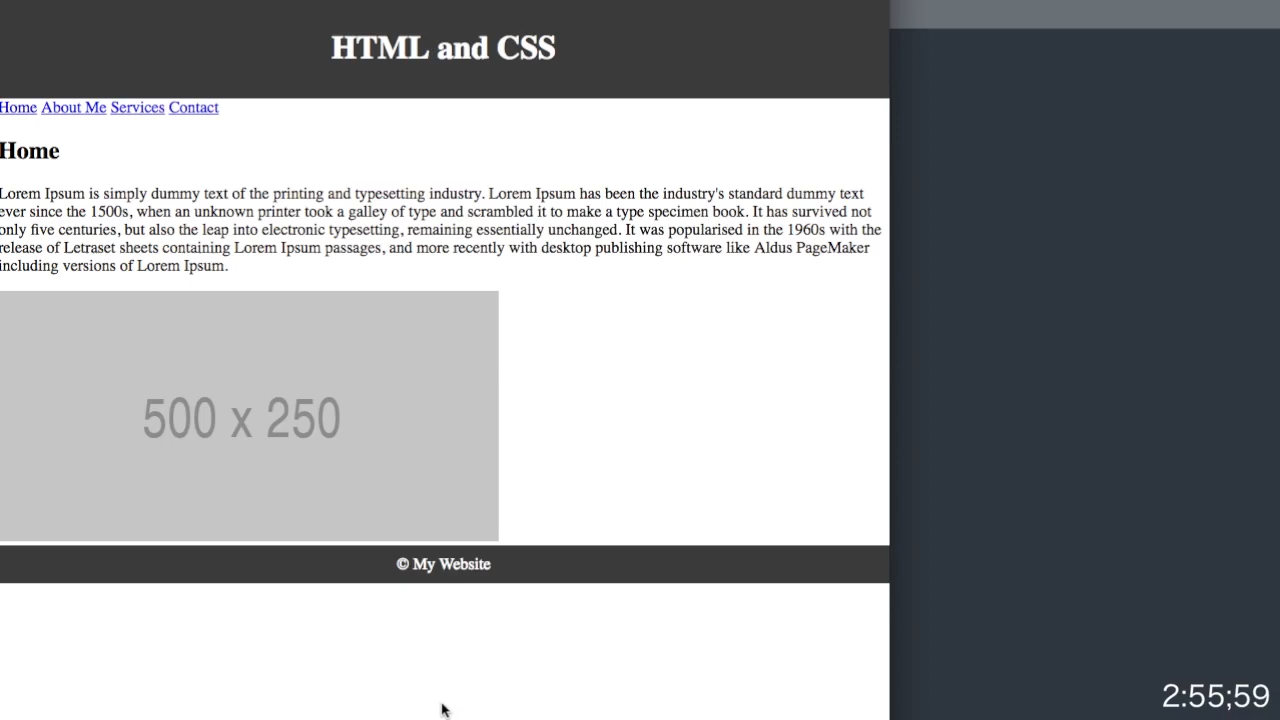 HTML and CSS
Home About Me Services Contact
Home
Lorem Ipsum is simply dummy text of the printing and typesetting industry. Lorem Ipsum has been the industry's standard dummy text
ever since the 1500s, when an unknown printer took a galley of type and scrambled it to make a type specimen book. It has survived not
only five centuries, but also the leap into electronic typesetting, remaining essentially unchanged. It was popularised in the 1960s with the
release of Letraset sheets containing Lorem Ipsum passages, and more recently with desktop publishing software like Aldus PageMaker
including versions of Lorem Ipsum.
500 x 250
© My Website
2:55;59